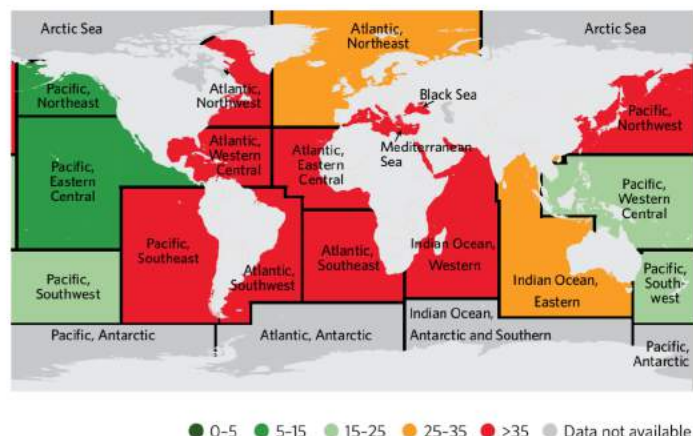 Arctic Sea
Atlantic,
Northeast
Arctic Sea
Pacific,
Northeast
Atlantic,
Northwest
Black Sea
Pacific,
Northwest
Mediterranean
Sea
Atlantic,
Western
Central
Atlantic,
Eastern
Central
Pacific,
Eastern
Central
Pacific,
Western
Central
Pacific,
Southeast
Atlantic,
Southwest
Atlantic,
Southeast
Indian Ocean,
Western
Indian Ocean,
Eastern
Pacific,
Southwest
Pacific,
South-
west
Pacific, Antarctic
Atlantic, Antarctic
Indian Ocean,
Antarctic and Southern
Pacific,
Antarctic
0–5 5–15 15–25 25–35 >35 Data not available